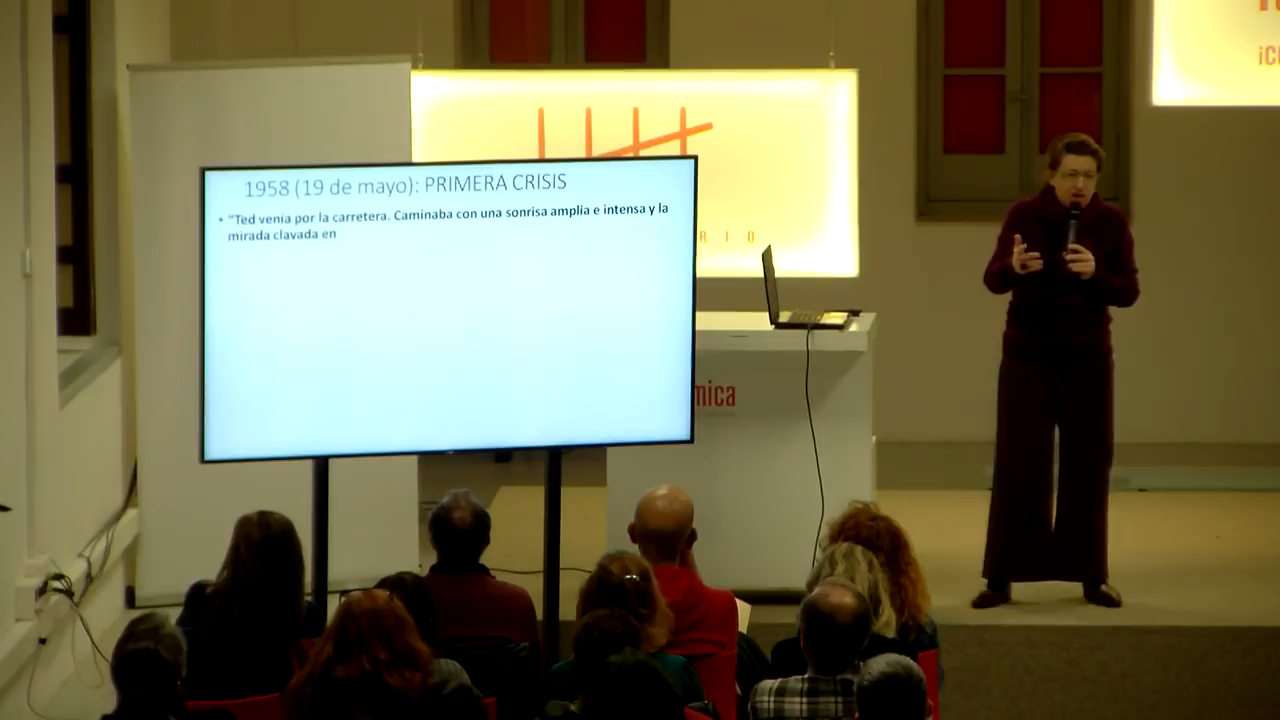 1958 (19 de mayo): PRIMERA CRISIS
• “Ted venia por la carretera. Caminaba con una sonrisa amplia e intensa y la
mirada clavada en
R I O
mica
iC